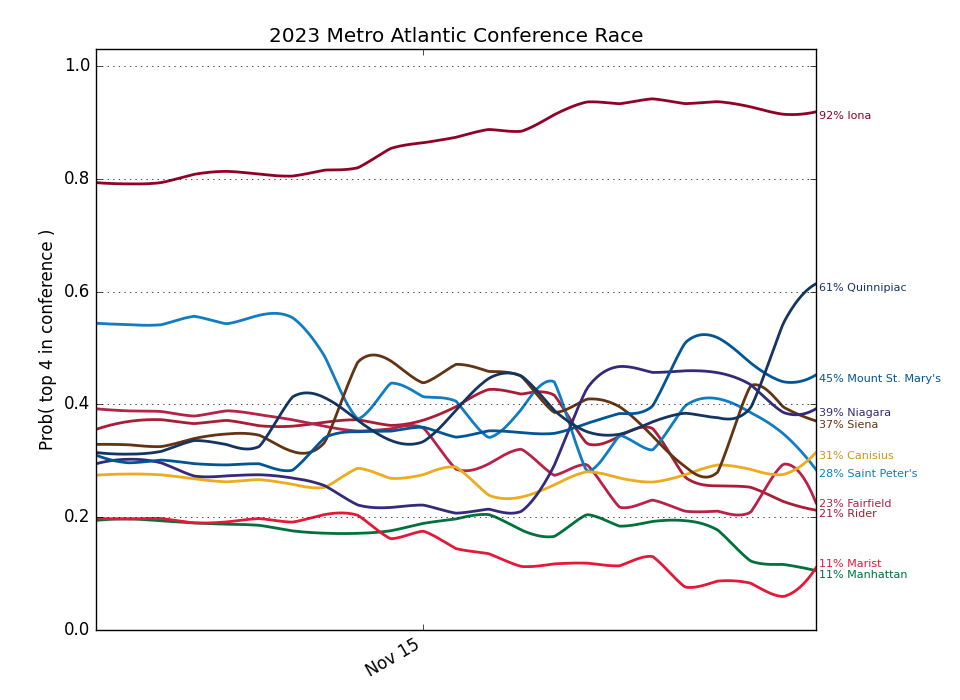 2023 Metro Atlantic Conference Race
Prob( top 4 in conference )
1.0
0.8
0.6
0.4
0.2
0.0
Nov 15
92% Iona
61% Quinnipiac
45% Mount St. Mary's
39% Niagara
37% Siena
31% Canisius
28% Saint Peter's
23% Fairfield
21% Rider
11% Marist
11% Manhattan